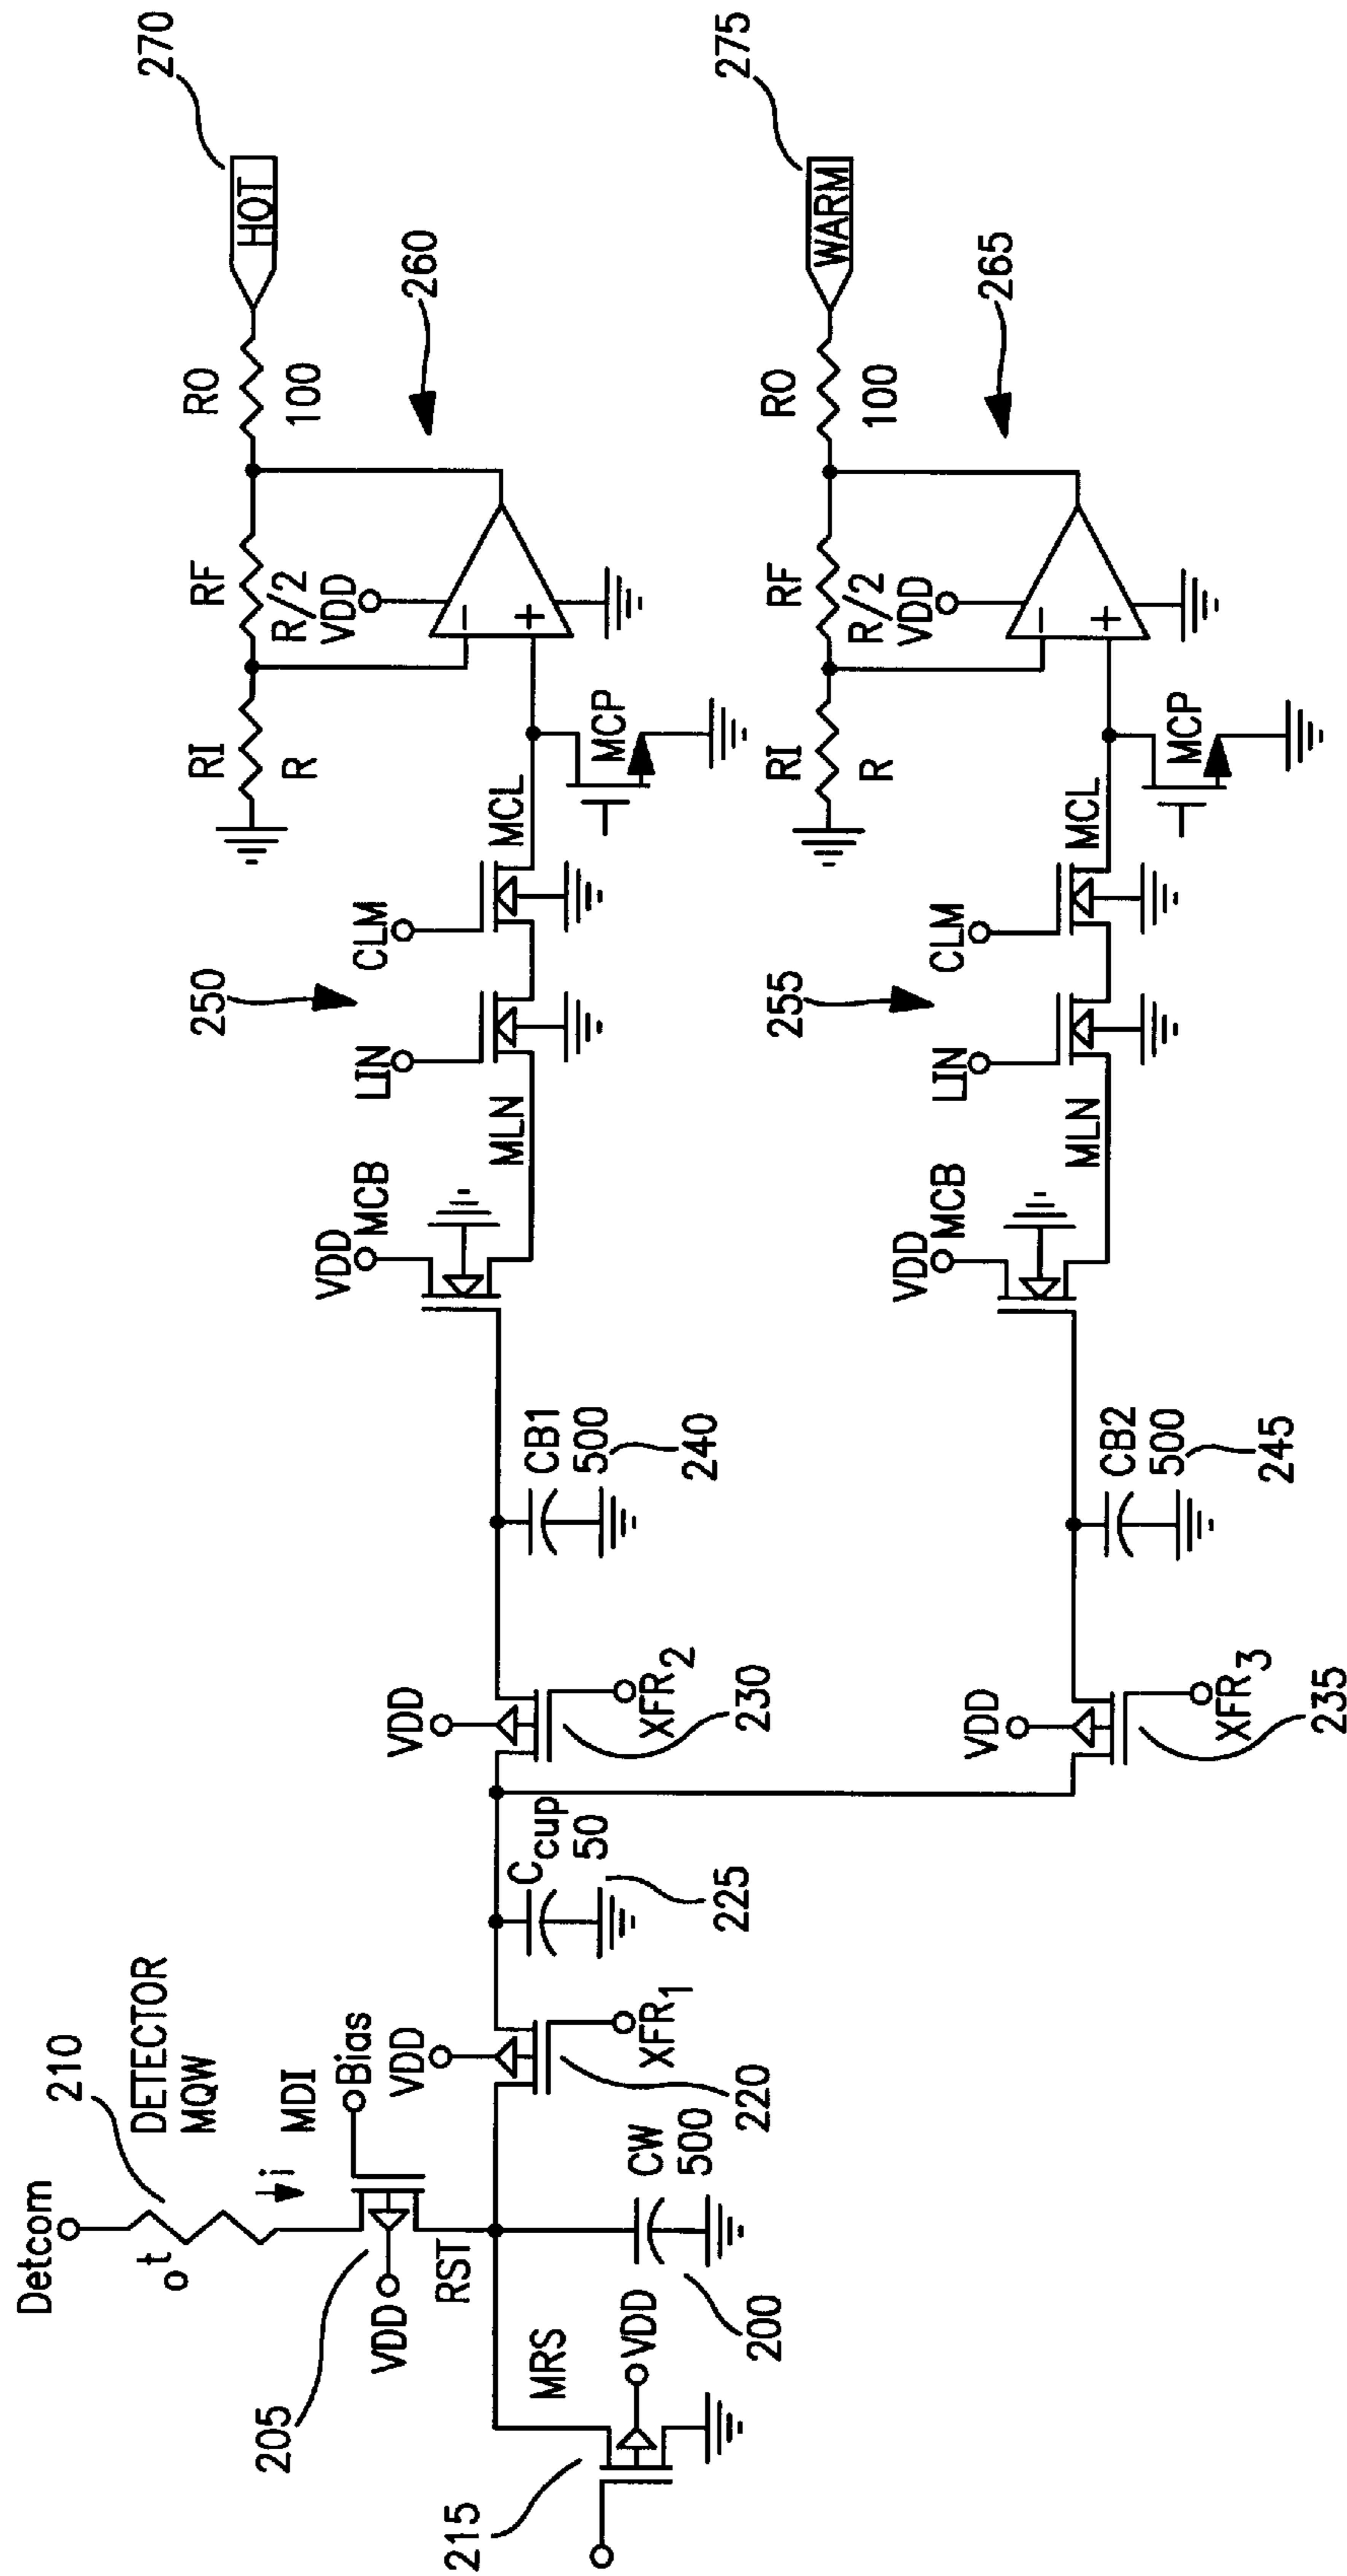 Detcom
210
DETECTOR
MQW
o t
i
MDI
Bias
205
VDD
RST
215
MRS
VDD
200
CW
500
VDD
220
XFR1
Ccup
50
225
VDD
230
XFR2
CB1
500
240
VDD
MCB
MLN
LIN
250
CLM
MCL
MCP
RI
R
RF
R/2
VDD
-
+
260
RO
100
HOT
270
VDD
235
XFR3
CB2
500
245
VDD
MCB
MLN
LIN
255
CLM
MCL
MCP
RI
R
RF
R/2
VDD
-
+
265
RO
100
WARM
275